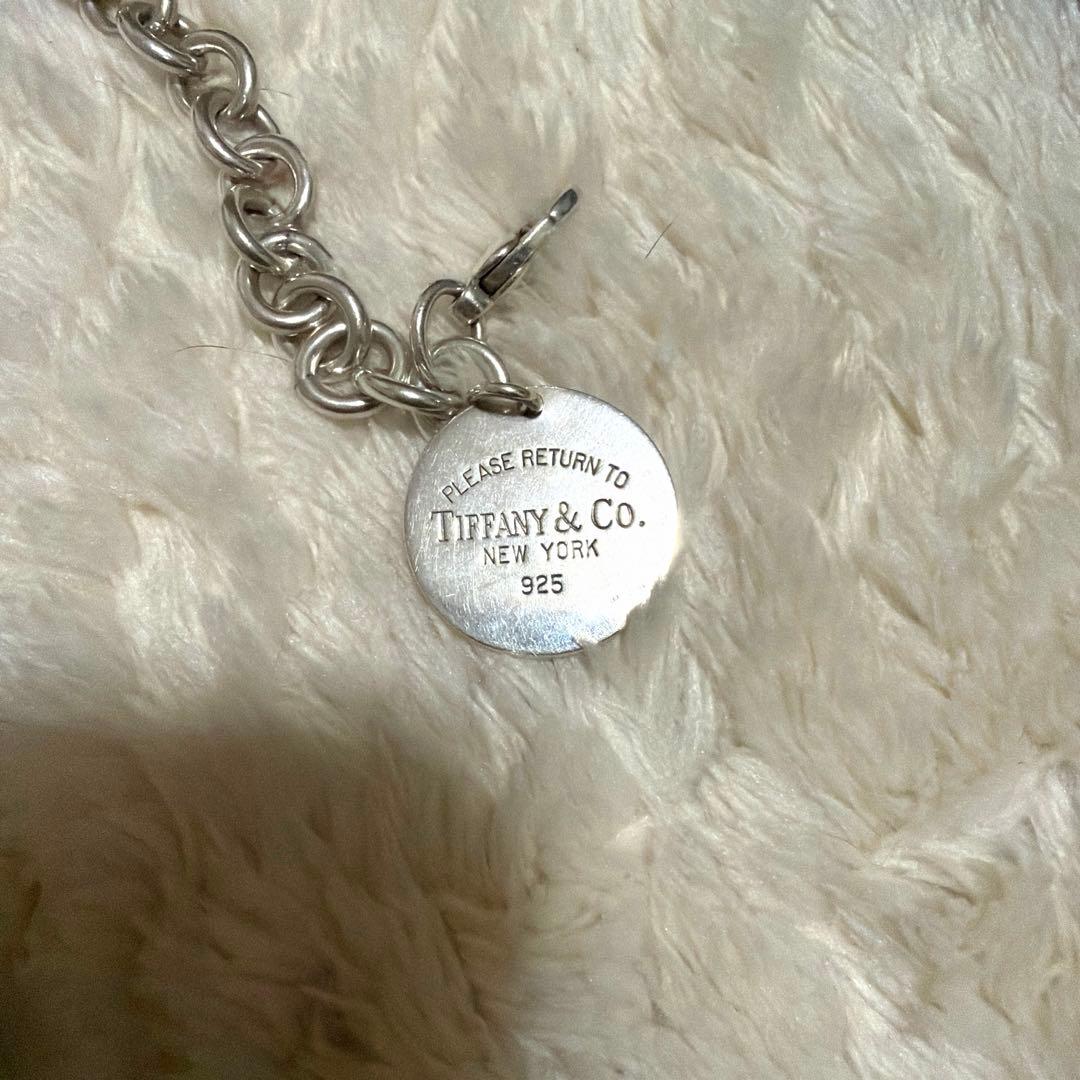 PLEASE RETURN TO
TIFFANY & CO.
NEW YORK
925